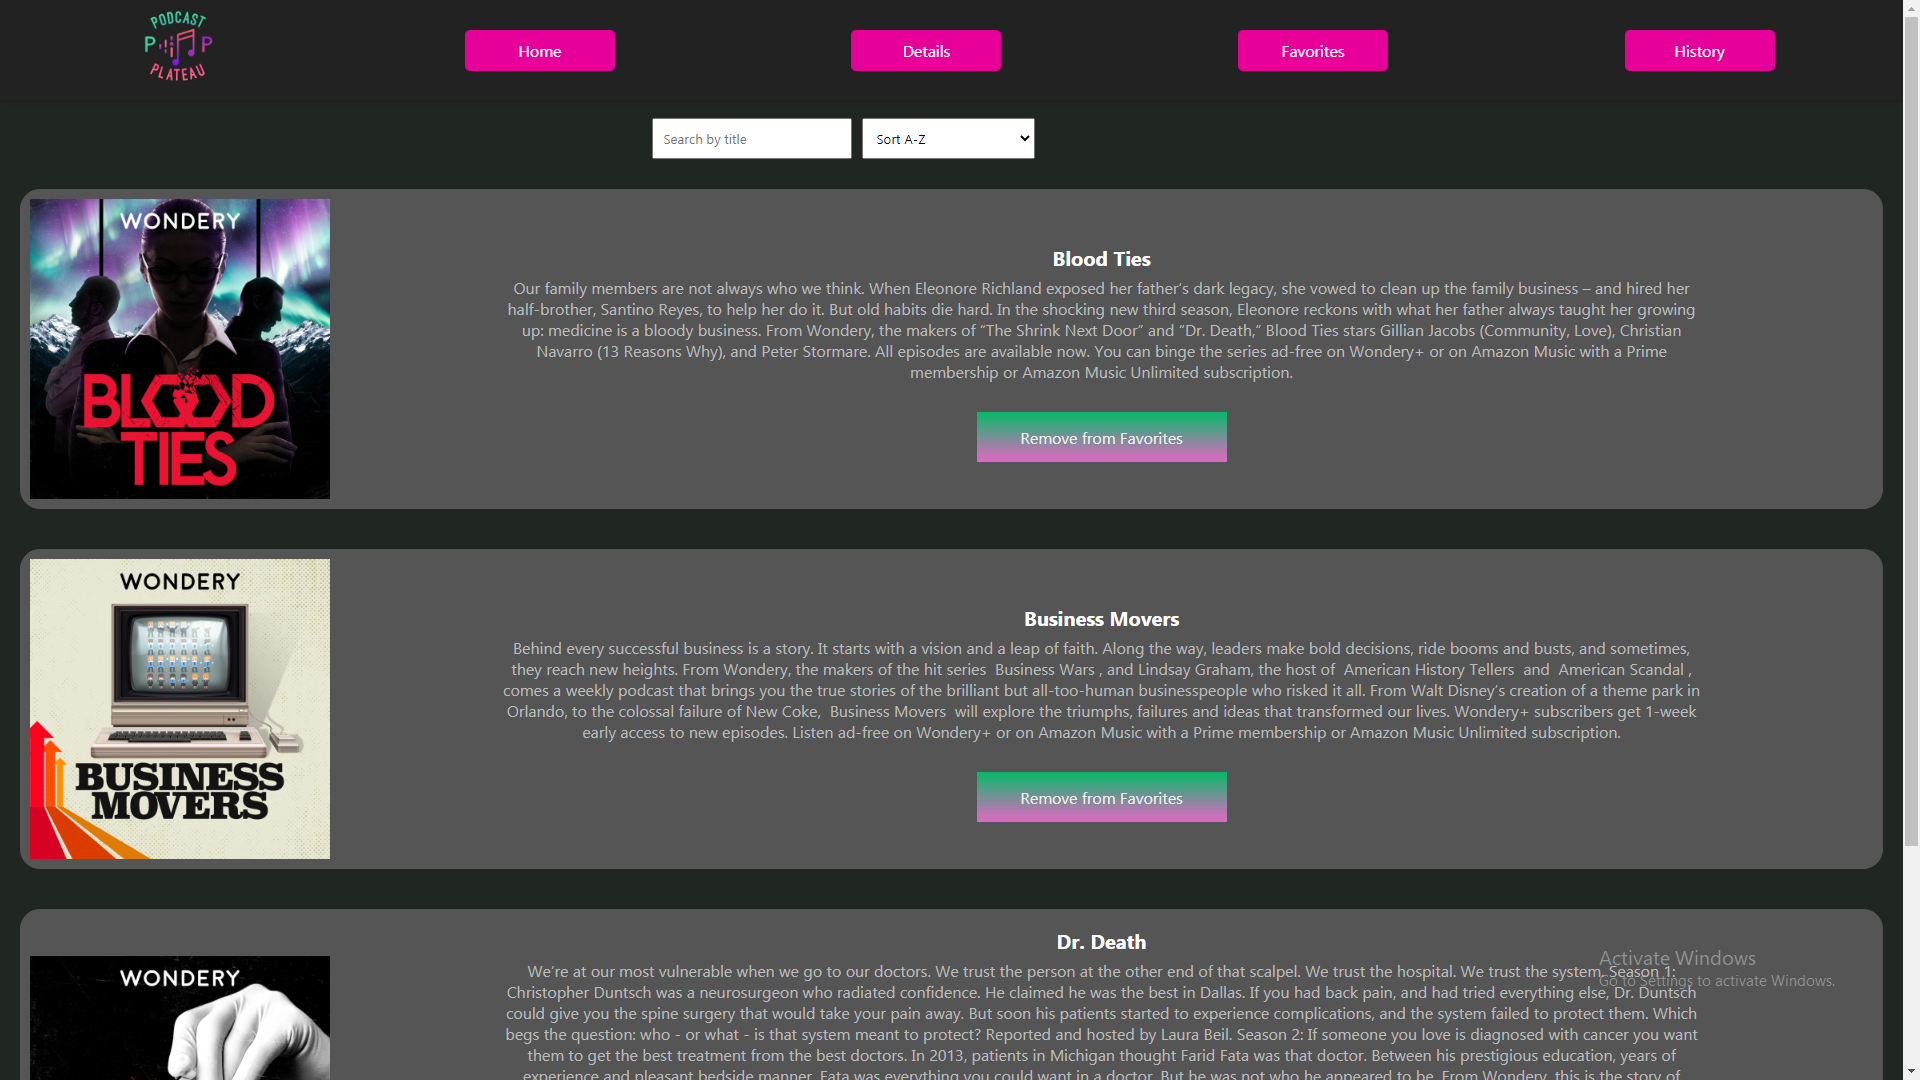 PODCAST
P P
PLATEAU
Home
Details
Favorites
History
Search by title
Sort A-Z
WONDERY
BLOOD
TIES
Blood Ties
Our family members are not always who we think. When Eleonore Richland exposed her father’s dark legacy, she vowed to clean up the family business – and hired her
half-brother, Santino Reyes, to help her do it. But old habits die hard. In the shocking new third season, Eleonore reckons with what her father always taught her growing
up: medicine is a bloody business. From Wondery, the makers of “The Shrink Next Door” and “Dr. Death,” Blood Ties stars Gillian Jacobs (Community, Love), Christian
Navarro (13 Reasons Why), and Peter Stormare. All episodes are available now. You can binge the series ad-free on Wondery+ or on Amazon Music with a Prime
membership or Amazon Music Unlimited subscription.
Remove from Favorites
WONDERY
BUSINESS
MOVERS
Business Movers
Behind every successful business is a story. It starts with a vision and a leap of faith. Along the way, leaders make bold decisions, ride booms and busts, and sometimes,
they reach new heights. From Wondery, the makers of the hit series  Business Wars , and Lindsay Graham, the host of  American History Tellers  and  American Scandal ,
comes a weekly podcast that brings you the true stories of the brilliant but all-too-human businesspeople who risked it all. From Walt Disney’s creation of a theme park in
Orlando, to the colossal failure of New Coke,  Business Movers  will explore the triumphs, failures and ideas that transformed our lives. Wondery+ subscribers get 1-week
early access to new episodes. Listen ad-free on Wondery+ or on Amazon Music with a Prime membership or Amazon Music Unlimited subscription.
Remove from Favorites
WONDERY
Dr. Death
We’re at our most vulnerable when we go to our doctors. We trust the person at the other end of that scalpel. We trust the hospital. We trust the system. Season 1:
Christopher Duntsch was a neurosurgeon who radiated confidence. He claimed he was the best in Dallas. If you had back pain, and had tried everything else, Dr. Duntsch
could give you the spine surgery that would take your pain away. But soon his patients started to experience complications, and the system failed to protect them. Which
begs the question: who - or what - is that system meant to protect? Reported and hosted by Laura Beil. Season 2: If someone you love is diagnosed with cancer you want
them to get the best treatment from the best doctors. In 2013, patients in Michigan thought Farid Fata was that doctor. Between his prestigious education, years of
experience and pleasant bedside manner, Fata was everything you could want in a doctor. But he was not who he appeared to be. From Wondery, this is the story of
Activate Windows
Go to Settings to activate Windows.